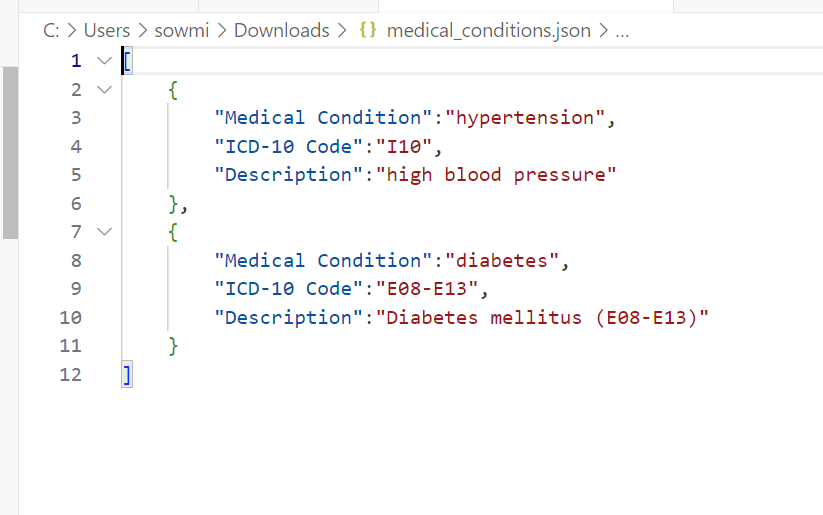 C: > Users > sowmi > Downloads > {} medical_conditions.json > ...
1 [
2 {
3 "Medical Condition":"hypertension",
4 "ICD-10 Code":"I10",
5 "Description":"high blood pressure"
6 },
7 {
8 "Medical Condition":"diabetes",
9 "ICD-10 Code":"E08-E13",
10 "Description":"Diabetes mellitus (E08-E13)"
11 }
12 ]